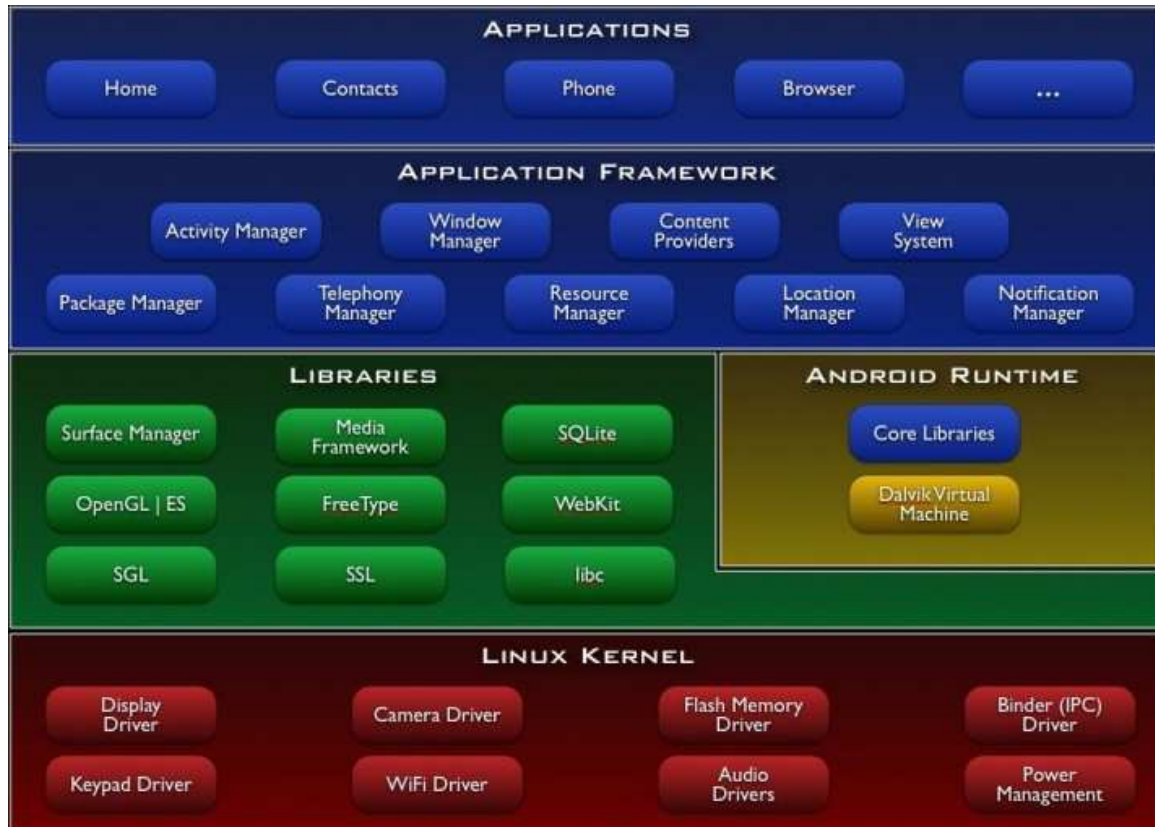 APPLICATIONS
Home
Contacts
Phone
Browser
...
APPLICATION FRAMEWORK
Activity Manager
Window
Manager
Content
Providers
View
System
Package Manager
Telephony
Manager
Resource
Manager
Location
Manager
Notification
Manager
LIBRARIES
Surface Manager
Media
Framework
SQLite
OpenGL | ES
FreeType
WebKit
SGL
SSL
libc
ANDROID RUNTIME
Core Libraries
Dalvik Virtual
Machine
LINUX KERNEL
Display
Driver
Camera Driver
Flash Memory
Driver
Binder (IPC)
Driver
Keypad Driver
WiFi Driver
Audio
Drivers
Power
Management